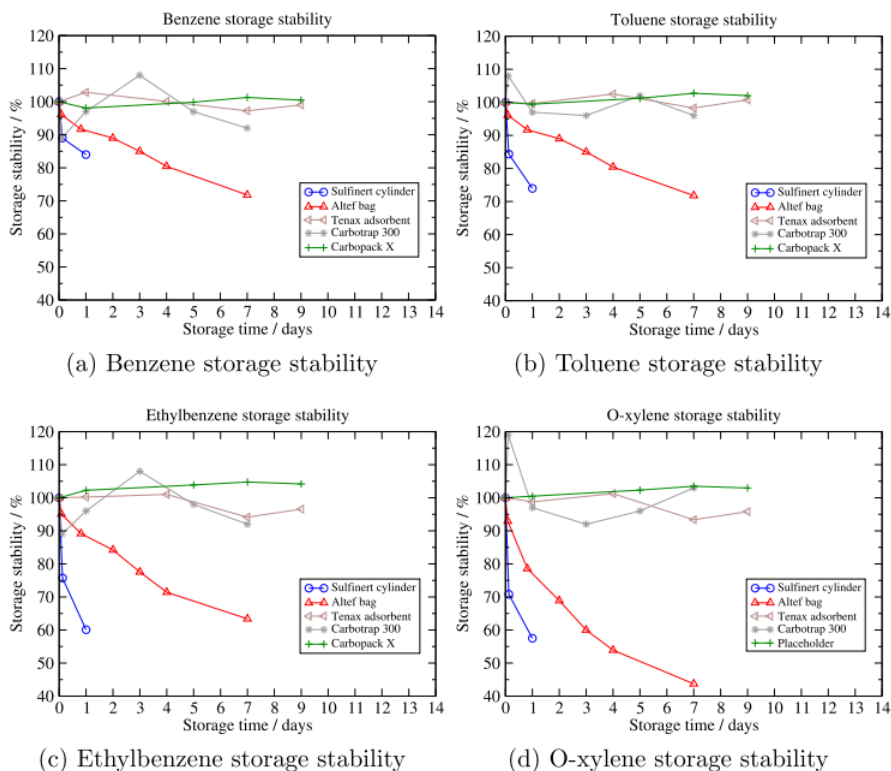 Benzene storage stability
120
110
100
90
80
70
60
50
40
Storage stability / %
0 1 2 3 4 5 6 7 8 9 10 11 12 13 14
Storage time / days
Sulfinert cylinder
Altef bag
Tenax adsorbent
Carbotrap 300
Carbopack X
(a) Benzene storage stability
Toluene storage stability
120
110
100
90
80
70
60
50
40
Storage stability / %
0 1 2 3 4 5 6 7 8 9 10 11 12 13 14
Storage time / days
Sulfinert cylinder
Altef bag
Tenax adsorbent
Carbotrap 300
Carbopack X
(b) Toluene storage stability
Ethylbenzene storage stability
120
110
100
90
80
70
60
50
40
Storage stability / %
0 1 2 3 4 5 6 7 8 9 10 11 12 13 14
Storage time / days
Sulfinert cylinder
Altef bag
Tenax adsorbent
Carbotrap 300
Carbopack X
(c) Ethylbenzene storage stability
O-xylene storage stability
120
110
100
90
80
70
60
50
40
Storage stability / %
0 1 2 3 4 5 6 7 8 9 10 11 12 13 14
Storage time / days
Sulfinert cylinder
Altef bag
Tenax adsorbent
Carbotrap 300
Placeholder
(d) O-xylene storage stability